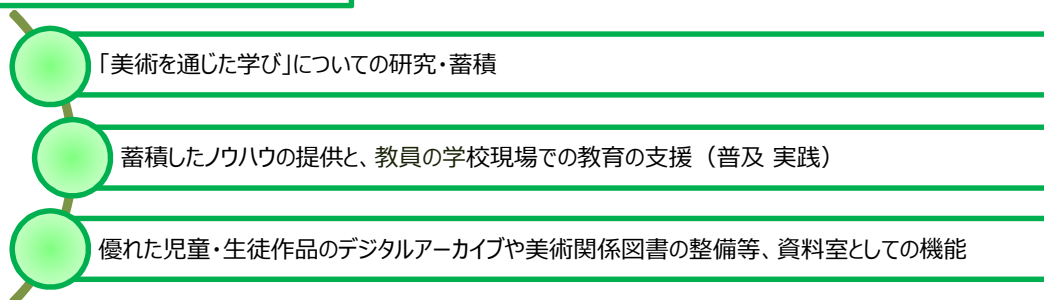 「美術を通じた学び」についての研究・蓄積
蓄積したノウハウの提供と、教員の学校現場での教育の支援（普及 実践）
優れた児童・生徒作品のデジタルアーカイブや美術関係図書の整備等、資料室としての機能